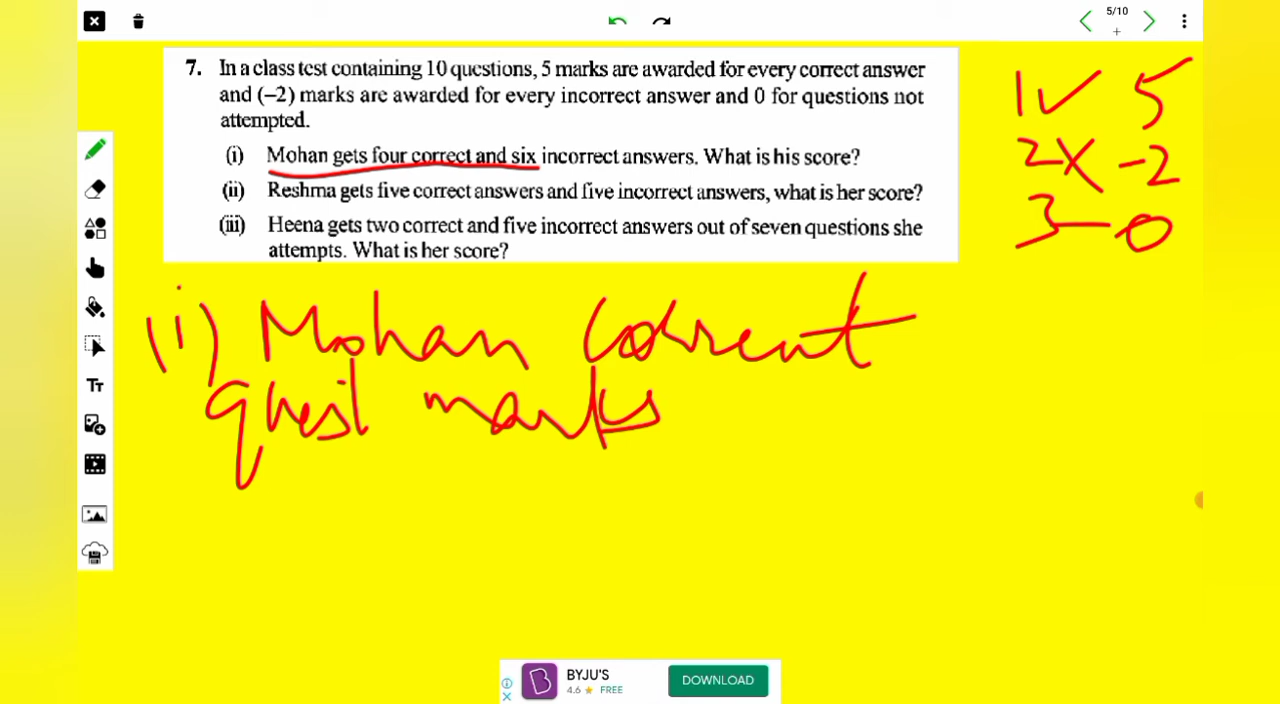 5/10
7. In a class test containing 10 questions, 5 marks are awarded for every correct answer
and (–2) marks are awarded for every incorrect answer and 0 for questions not
attempted.
(i) Mohan gets four correct and six incorrect answers. What is his score?
(ii) Reshma gets five correct answers and five incorrect answers, what is her score?
(iii) Heena gets two correct and five incorrect answers out of seven questions she
attempts. What is her score?
1✓ 5
2X -2
3— 0
(i) Mohan Corrent
quest marks
Tт
BYJU'S
4.6 ★ FREE
DOWNLOAD